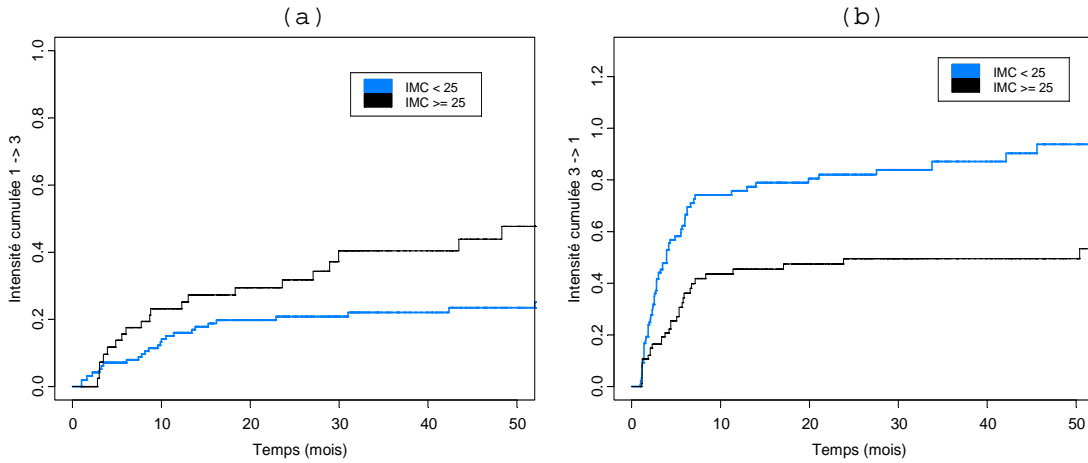 (a)
Intensité cumulée 1 -> 3
1.0
0.8
0.6
0.4
0.2
0.0
IMC < 25
IMC >= 25
0 10 20 30 40 50
Temps (mois)
(b)
Intensité cumulée 3 -> 1
1.2
1.0
0.8
0.6
0.4
0.2
0.0
IMC < 25
IMC >= 25
0 10 20 30 40 50
Temps (mois)